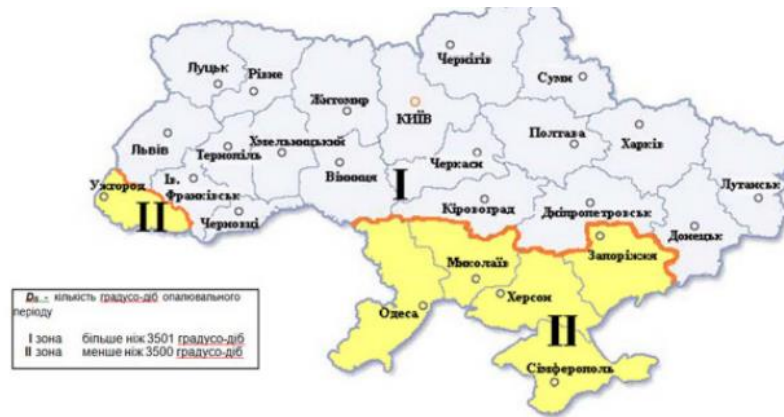 Чернігів
Луцьк
Рівне
Суми
Житомир
КИЇВ
Львів
Тернопіль
Хмельницький
Полтава
Харків
Черкаси
Вінниця
I
Луганськ
Ужгород
Ів.
Франківськ
II
Чернівці
Кіровоград
Дніпропетровськ
Донецьк
Запоріжжя
Миколаїв
Херсон
Одеса
II
Сімферополь
- кількість градусо-діб опалювального
періоду
I зона більше ніж 3501 градусо-діб
II зона менше ніж 3500 градусо-діб